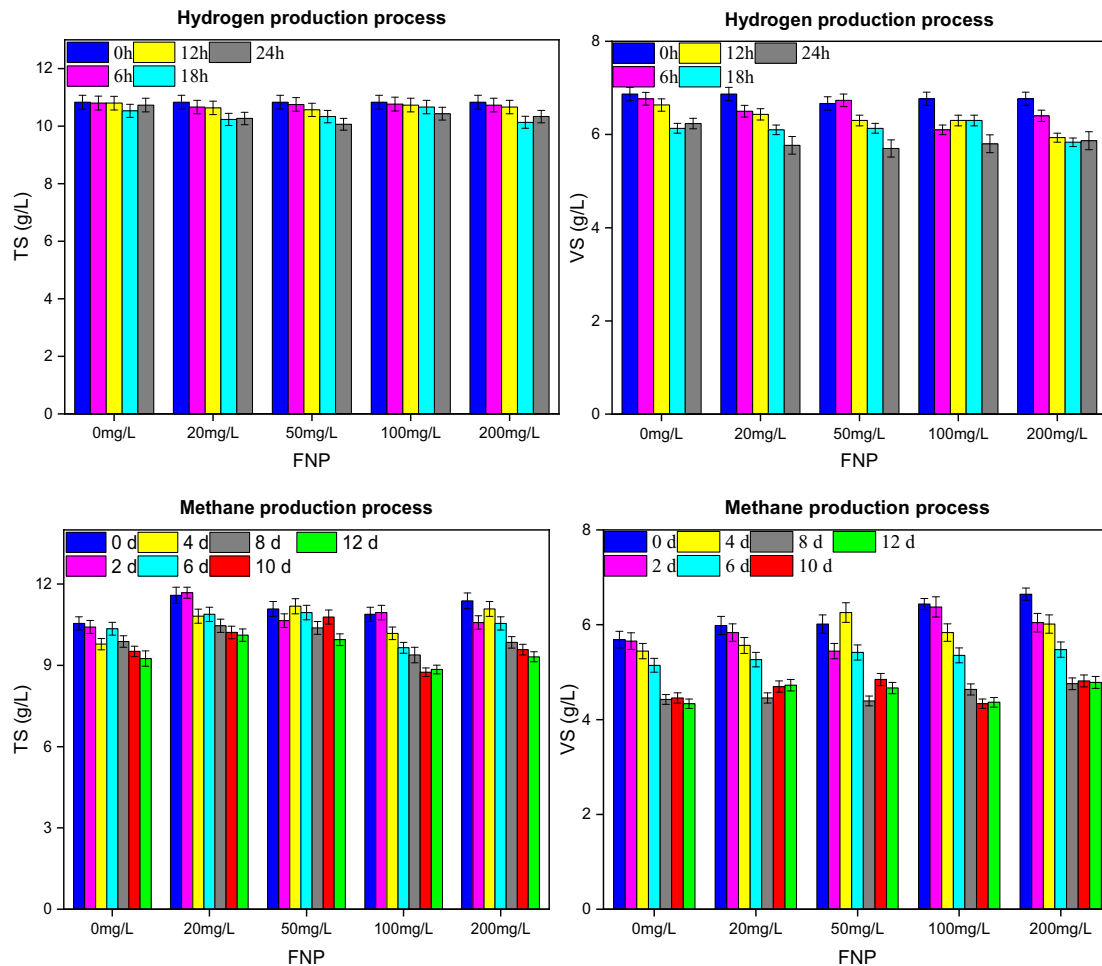 Hydrogen production process
0h 12h 24h
6h 18h
12
10
8
6
4
2
0
TS (g/L)
0mg/L 20mg/L 50mg/L 100mg/L 200mg/L
FNP
Hydrogen production process
0h 12h 24h
6h 18h
8
6
4
2
0
VS (g/L)
0mg/L 20mg/L 50mg/L 100mg/L 200mg/L
FNP
Methane production process
0 d 4 d 8 d 12 d
2 d 6 d 10 d
12
9
6
3
0
TS (g/L)
0mg/L 20mg/L 50mg/L 100mg/L 200mg/L
FNP
Methane production process
0 d 4 d 8 d 12 d
2 d 6 d 10 d
8
6
4
2
0
VS (g/L)
0mg/L 20mg/L 50mg/L 100mg/L 200mg/L
FNP